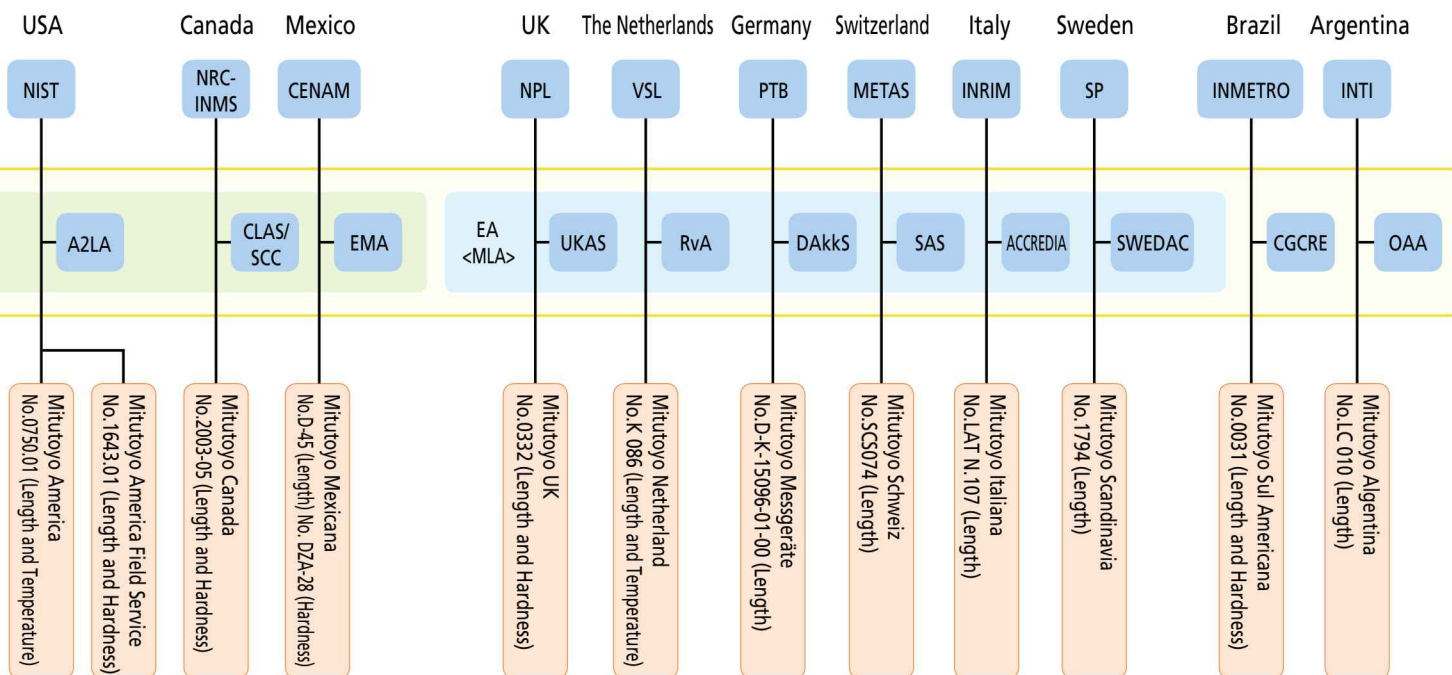 USA
Canada
Mexico
UK
The Netherlands
Germany
Switzerland
Italy
Sweden
Brazil
Argentina
NIST
NRC-
INMS
CENAM
NPL
VSL
PTB
METAS
INRIM
SP
INMETRO
INTI
A2LA
CLAS/
SCC
EMA
EA
<MLA>
UKAS
RvA
DAkkS
SAS
ACCREDIA
SWEDAC
CGCRE
OAA
Mitutoyo America
No.0750.01 (Length and Temperature)
Mitutoyo America Field Service
No.1643.01 (Length and Hardness)
Mitutoyo Canada
No.2003-05 (Length and Hardness)
Mitutoyo Mexicana
No.D-45 (Length) No. DZA-28 (Hardness)
Mitutoyo UK
No.0332 (Length and Hardness)
Mitutoyo Netherland
No.K 086 (Length and Temperature)
Mitutoyo Messgeräte
No.D-K-15096-01-00 (Length)
Mitutoyo Schweiz
No.SCS074 (Length)
Mitutoyo Italiana
No.LAT N.107 (Length)
Mitutoyo Scandinavia
No.1794 (Length)
Mitutoyo Sul Americana
No.0031 (Length and Hardness)
Mitutoyo Algentina
No.LC 010 (Length)